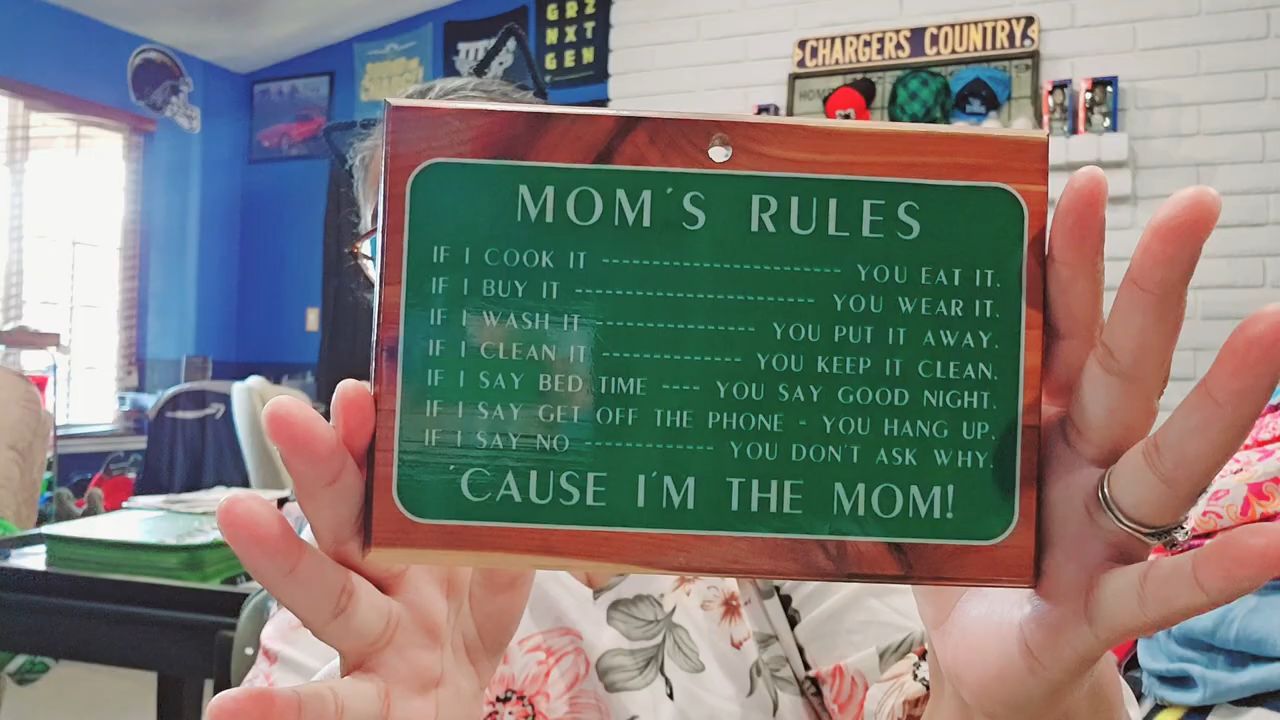 GRZ
NXT
GEN
CHARGERS COUNTRY
HOME
MOM'S RULES
IF I COOK IT ------------------------ YOU EAT IT.
IF I BUY IT ------------------------ YOU WEAR IT.
IF I WASH IT ---------------- YOU PUT IT AWAY.
IF I CLEAN IT -------------- YOU KEEP IT CLEAN.
IF I SAY BED TIME ---- YOU SAY GOOD NIGHT.
IF I SAY GET OFF THE PHONE - YOU HANG UP.
IF I SAY NO ------------- YOU DON'T ASK WHY.
'CAUSE I'M THE MOM!